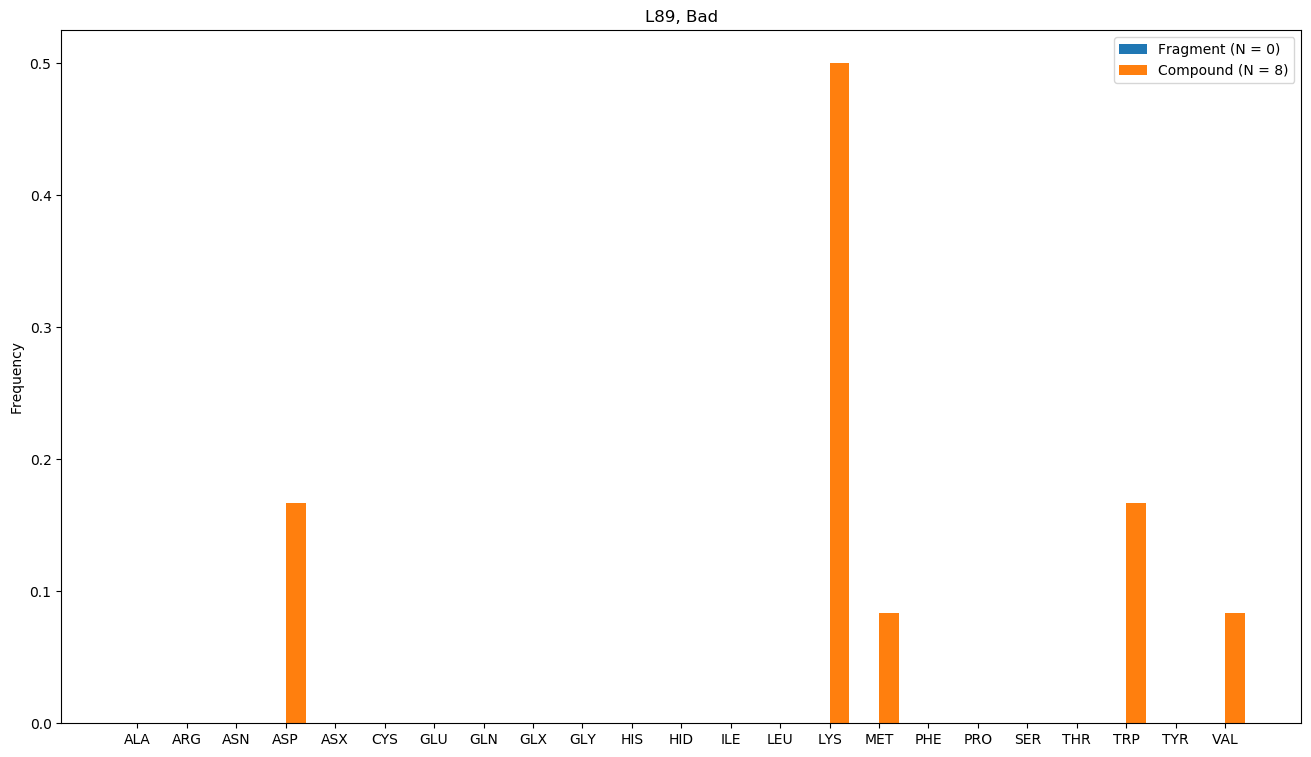 L89, Bad
Fragment (N = 0)
Compound (N = 8)
Frequency
0.5
0.4
0.3
0.2
0.1
0.0
ALA ARG ASN ASP ASX CYS GLU GLN GLX GLY HIS HID ILE LEU LYS MET PHE PRO SER THR TRP TYR VAL